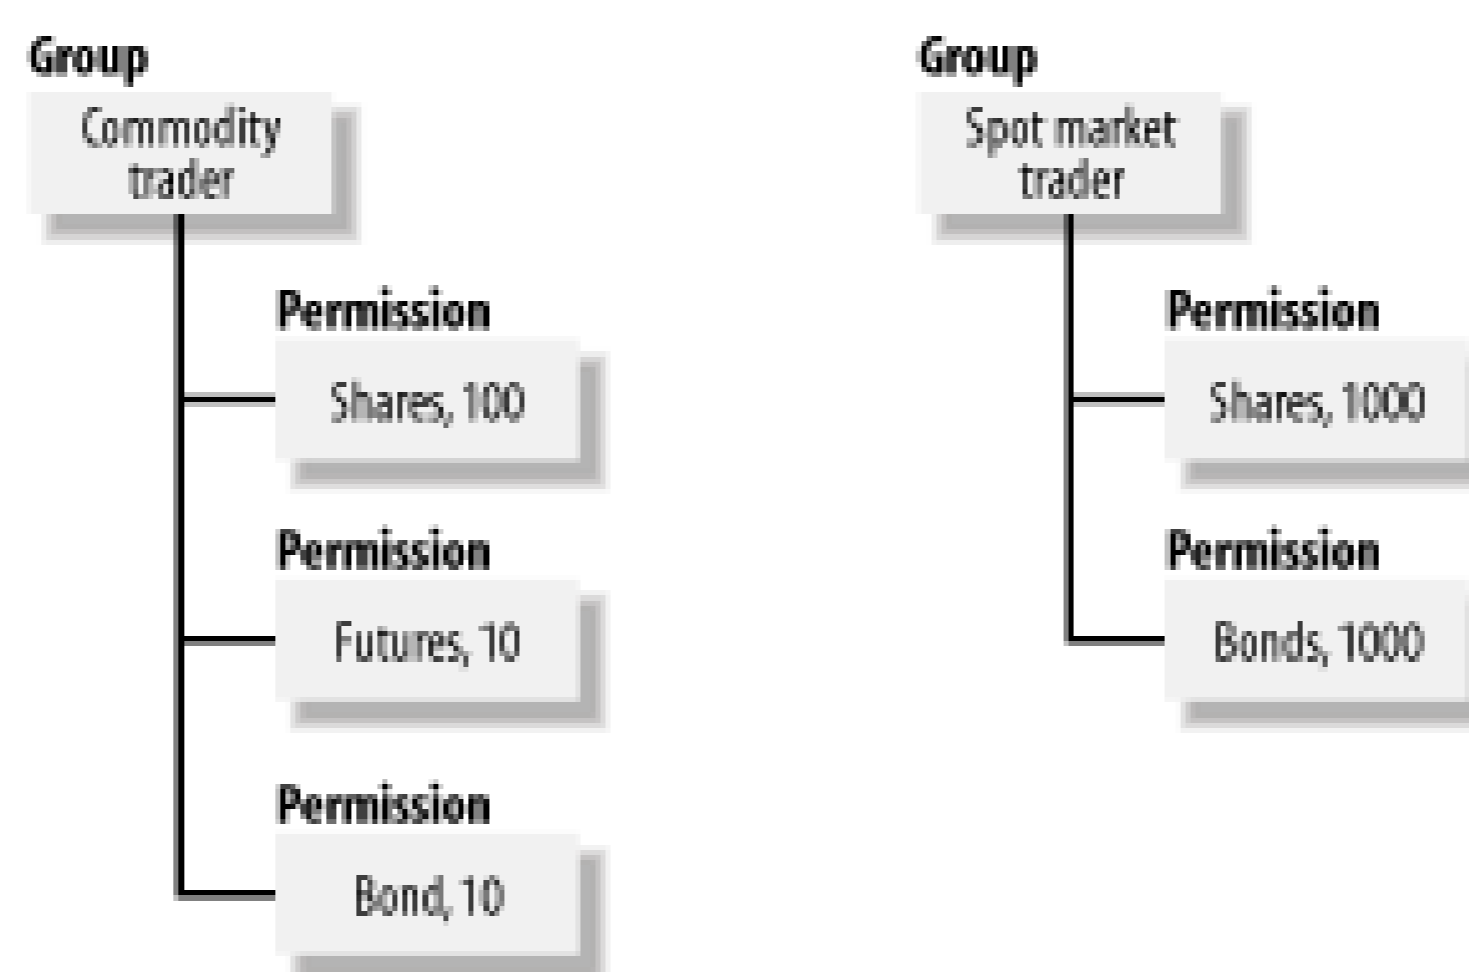 Group
Commodity
trader
Permission
Shares, 100
Permission
Futures, 10
Permission
Bond, 10
Group
Spot market
trader
Permission
Shares, 1000
Permission
Bonds, 1000